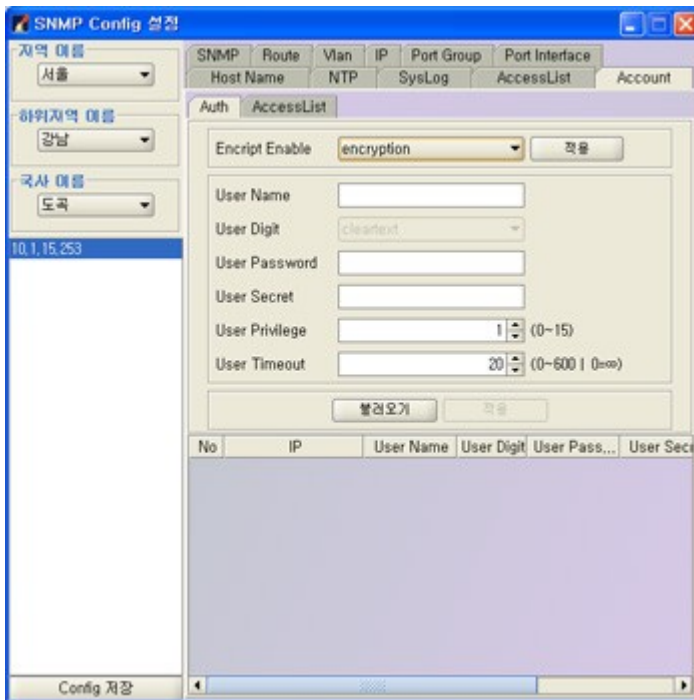 SNMP Config 설정
지역 이름
서울
하위지역 이름
강남
국사 이름
도곡
10,1,15,253
Config 저장
SNMP Route Vlan IP Port Group Port Interface
Host Name NTP SysLog AccessList Account
Auth AccessList
Encript Enable encryption 적용
User Name
User Digit cleartext
User Password
User Secret
User Privilege 1 (0~15)
User Timeout 20 (0~600 | 0=∞)
불러오기 적용
No IP User Name User Digit User Pass,,, User Secr